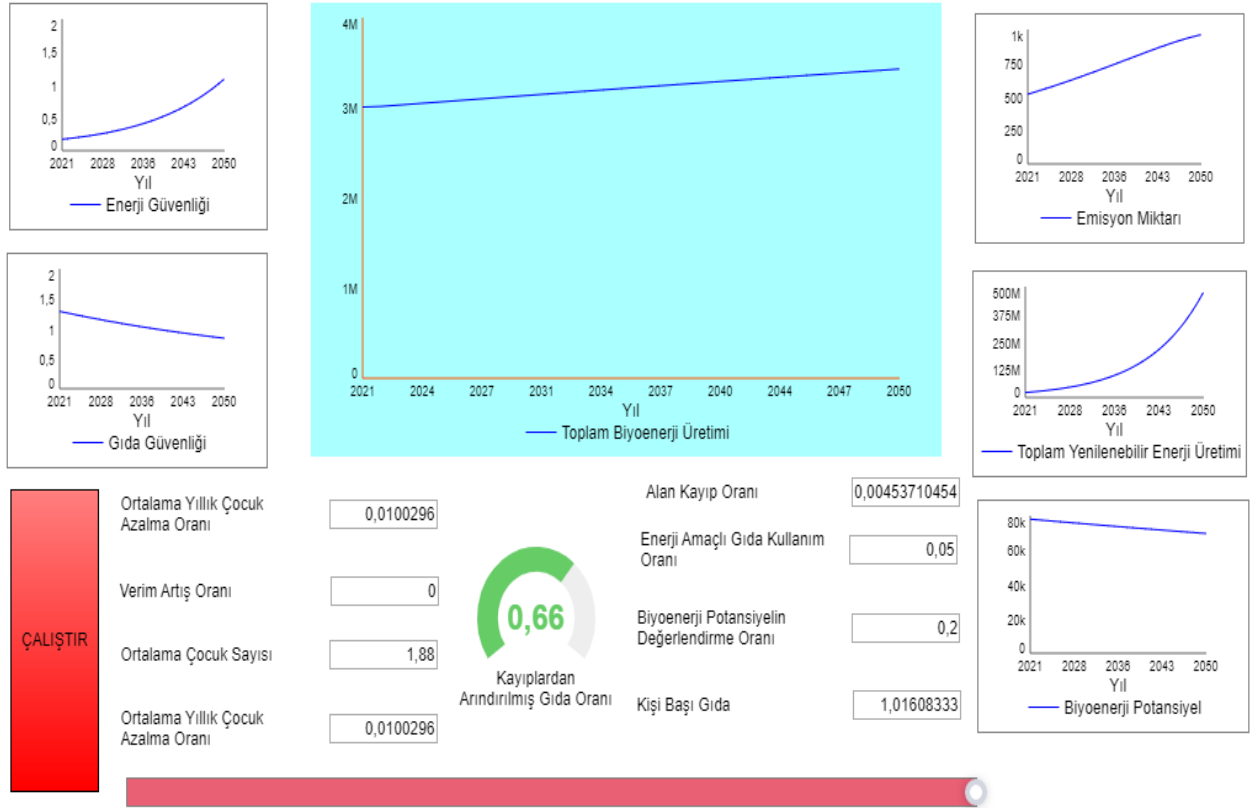 2
1,5
1
0,5
0
2021 2028 2036 2043 2050
Yıl
Enerji Güvenliği
4M
3M
2M
1M
0
2021 2024 2027 2031 2034 2037 2040 2044 2047 2050
Yıl
Toplam Biyoenerji Üretimi
1k
750
500
250
0
2021 2028 2036 2043 2050
Yıl
Emisyon Miktarı
2
1,5
1
0,5
0
2021 2028 2036 2043 2050
Yıl
Gıda Güvenliği
500M
375M
250M
125M
0
2021 2028 2036 2043 2050
Yıl
Toplam Yenilenebilir Enerji Üretimi
ÇALIŞTIR
Ortalama Yıllık Çocuk
Azalma Oranı
0,0100296
Verim Artış Oranı
0
Ortalama Çocuk Sayısı
1,88
Ortalama Yıllık Çocuk
Azalma Oranı
0,0100296
0,66
Kayıplardan
Arındırılmış Gıda Oranı
Alan Kayıp Oranı
0,00453710454
Enerji Amaçlı Gıda Kullanım
Oranı
0,05
Biyoenerji Potansiyelin
Değerlendirme Oranı
0,2
Kişi Başı Gıda
1,01608333
80k
60k
40k
20k
0
2021 2028 2036 2043 2050
Yıl
Biyoenerji Potansiyel